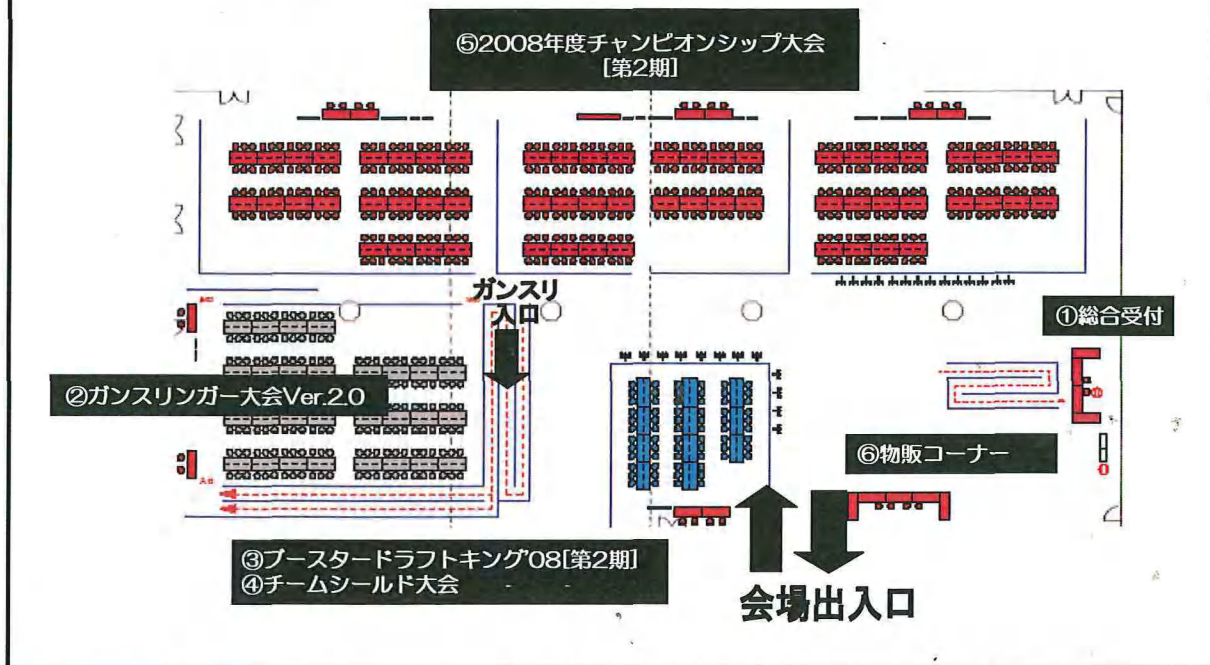 ⑤2008年度チャンピオンシップ大会
[第2期]
ガンスリ
入口
①総合受付
②ガンスリンガー大会Ver.2.0
⑥物販コーナー
入口
③ブースタードラフトキング'08[第2期]
④チームシールド大会
会場出入口